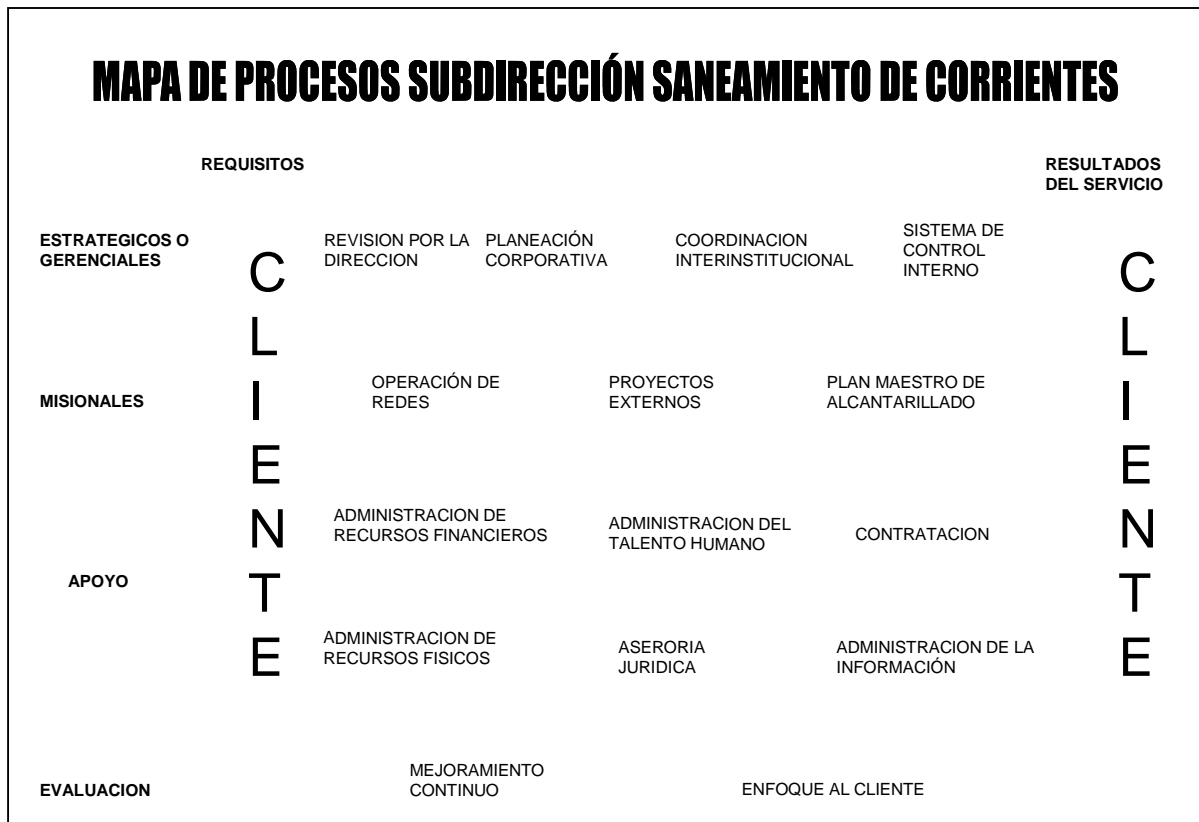 MAPA DE PROCESOS SUBDIRECCIÓN SANEAMIENTO DE CORRIENTES
REQUISITOS
RESULTADOS
DEL SERVICIO
ESTRATEGICOS O
GERENCIALES
C
L
I
E
N
T
E
REVISION POR LA
DIRECCION
PLANEACIÓN
CORPORATIVA
COORDINACION
INTERINSTITUCIONAL
SISTEMA DE
CONTROL
INTERNO
C
L
I
E
N
T
E
MISIONALES
OPERACIÓN DE
REDES
PROYECTOS
EXTERNOS
PLAN MAESTRO DE
ALCANTARILLADO
APOYO
ADMINISTRACION DE
RECURSOS FINANCIEROS
ADMINISTRACION DEL
TALENTO HUMANO
CONTRATACION
ADMINISTRACION DE
RECURSOS FISICOS
ASERORIA
JURIDICA
ADMINISTRACION DE LA
INFORMACIÓN
EVALUACION
MEJORAMIENTO
CONTINUO
ENFOQUE AL CLIENTE